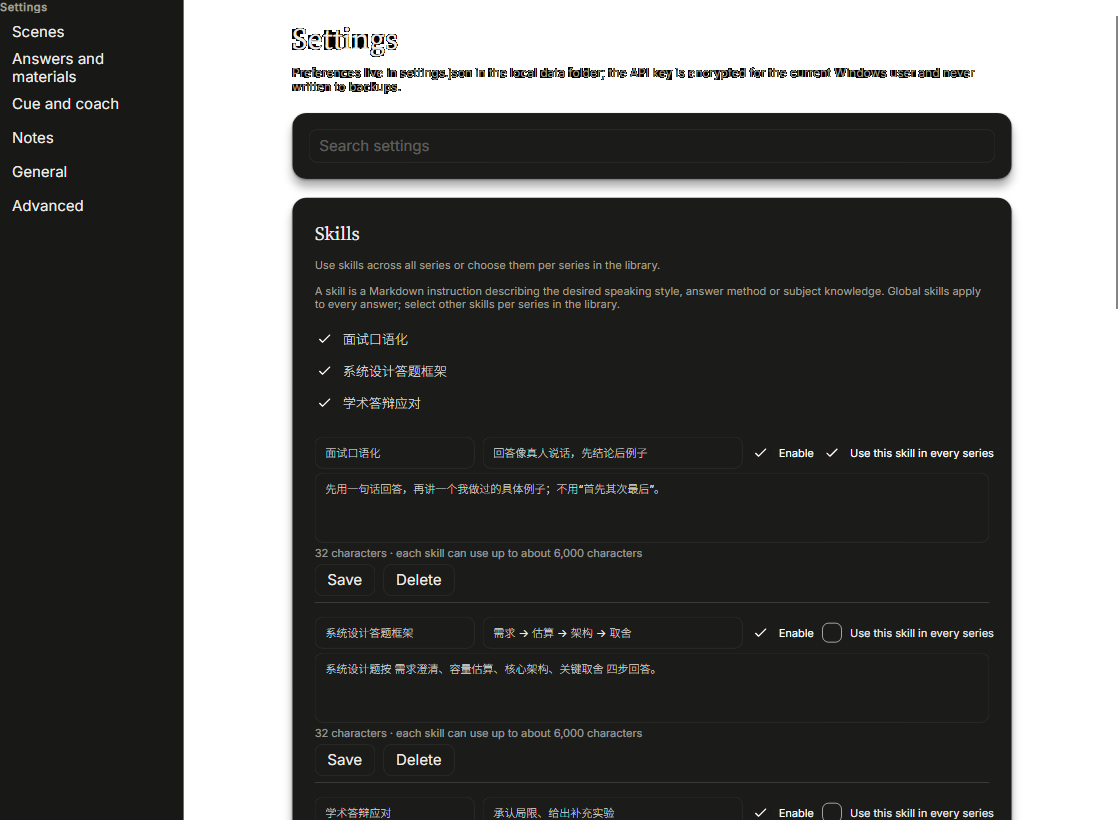 Settings
Scenes
Answers and
materials
Cue and coach
Notes
General
Advanced
Settings
Preferences live in settings.json in the local data folder; the API key is encrypted for the current Windows user and never
written to backups.
Search settings
Skills
Use skills across all series or choose them per series in the library.
A skill is a Markdown instruction describing the desired speaking style, answer method or subject knowledge. Global skills apply
to every answer; select other skills per series in the library.
面试口语化
系统设计答题框架
学术答辩应对
面试口语化 回答像真人说话，先结论后例子 Enable Use this skill in every series
先用一句话回答，再讲一个我做过的具体例子；不用“首先其次最后”。
32 characters · each skill can use up to about 6,000 characters
Save Delete
系统设计答题框架 需求 → 估算 → 架构 → 取舍 Enable Use this skill in every series
系统设计题按 需求澄清、容量估算、核心架构、关键取舍 四步回答。
32 characters · each skill can use up to about 6,000 characters
Save Delete
学术答辩应对 承认局限、给出补充实验 Enable Use this skill in every series